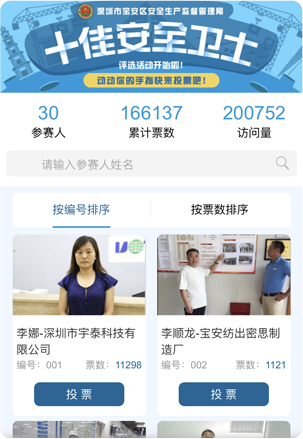 深圳市宝安区安全生产监督管理局
十佳安全卫士
评选活动开始啦!
动动你的手指快来投票吧!
30 166137 200752
参赛人 累计票数 访问量
请输入参赛人姓名
按编号排序 按票数排序
李娜-深圳市宇泰科技有
限公司
编号: 001 票数: 11298
投 票
李顺龙-宝安纺出密思制
造厂
编号: 002 票数: 1121
投 票